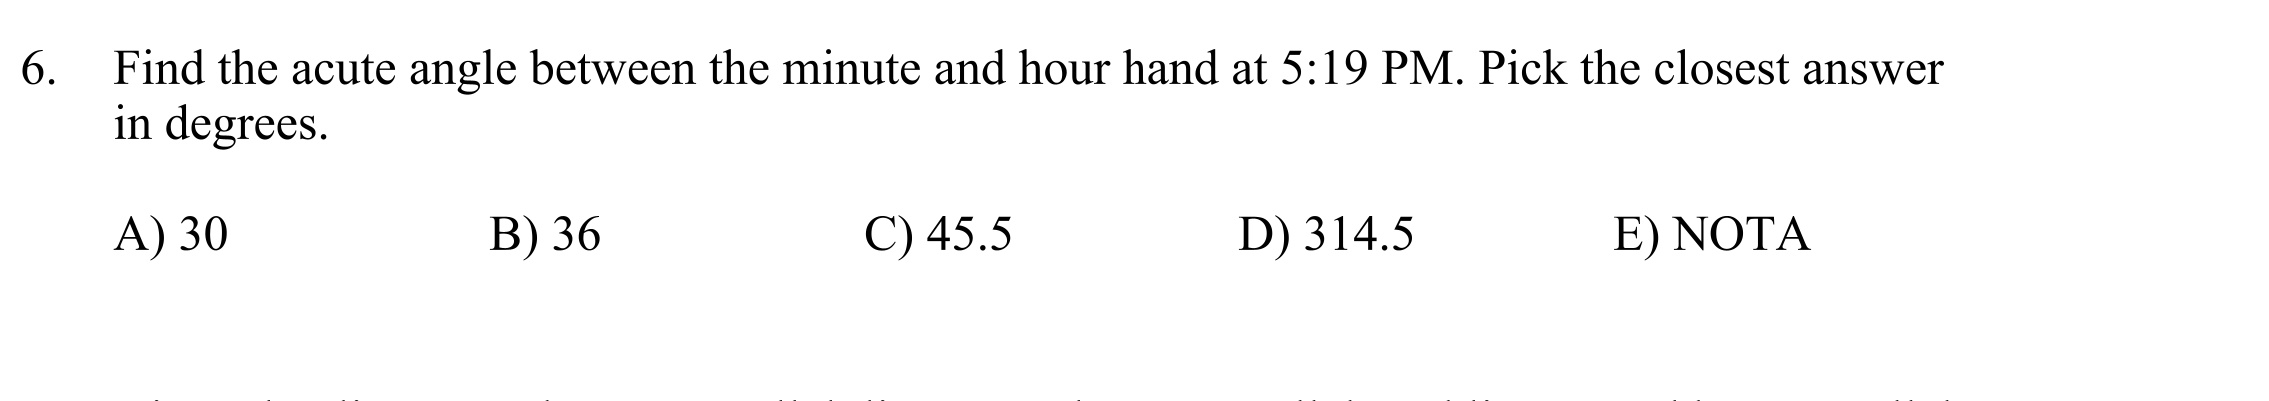 6. Find the acute angle between the minute and hour hand at 5:19 PM. Pick the closest answer
in degrees.
A) 30 B) 36 C) 45.5 D) 314.5 E) NOTA